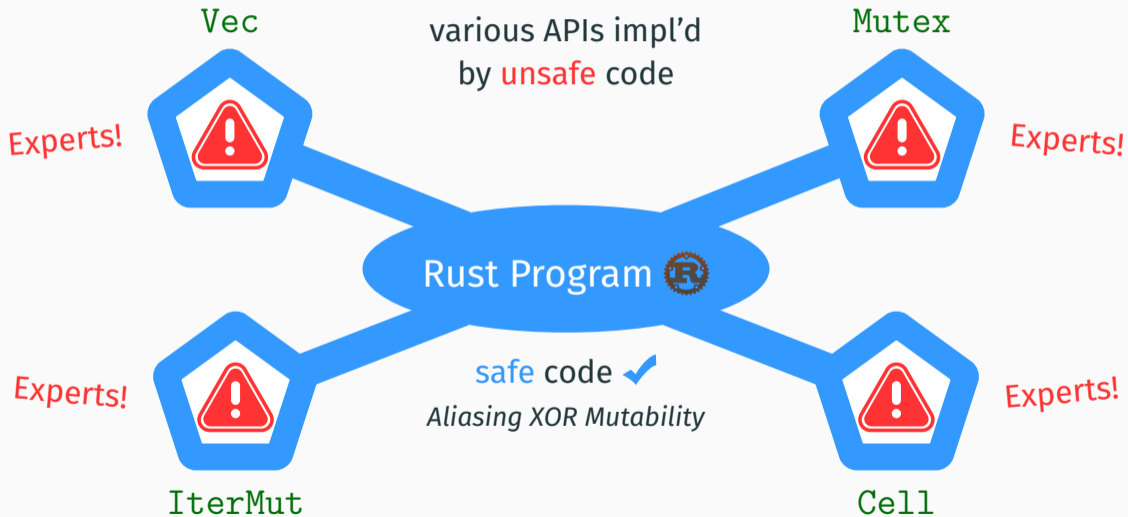 Vec
various APIs impl'd
by unsafe code
Mutex
Experts!
Experts!
Rust Program
R
safe code
Aliasing XOR Mutability
Experts!
Experts!
IterMut
Cell